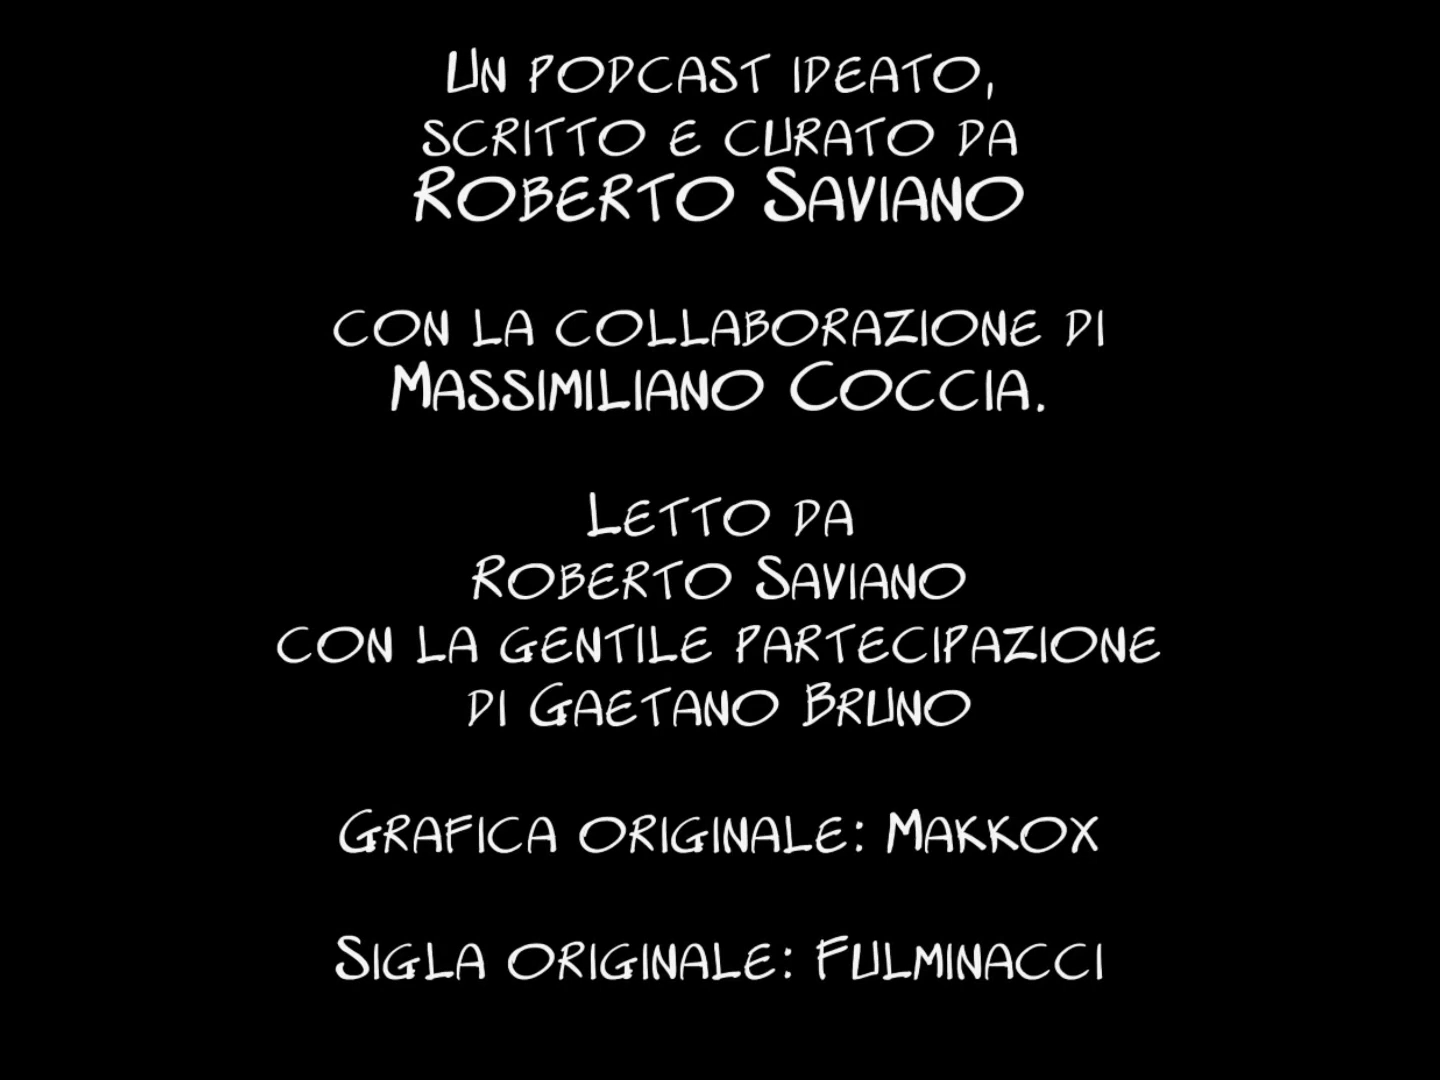 Un podcast ideato,
scritto e curato da
Roberto Saviano
con la collaborazione di
Massimiliano Coccia.
Letto da
Roberto Saviano
con la gentile partecipazione
di Gaetano Bruno
Grafica originale: Makkox
Sigla originale: Fulminacci